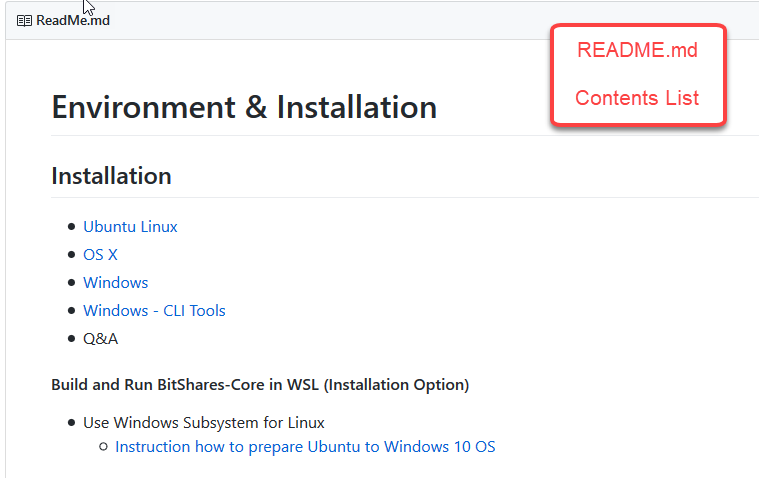 ReadMe.md
README.md
Contents List
Environment & Installation
Installation
Ubuntu Linux
OS X
Windows
Windows - CLI Tools
Q&A
Build and Run BitShares-Core in WSL (Installation Option)
Use Windows Subsystem for Linux
Instruction how to prepare Ubuntu to Windows 10 OS